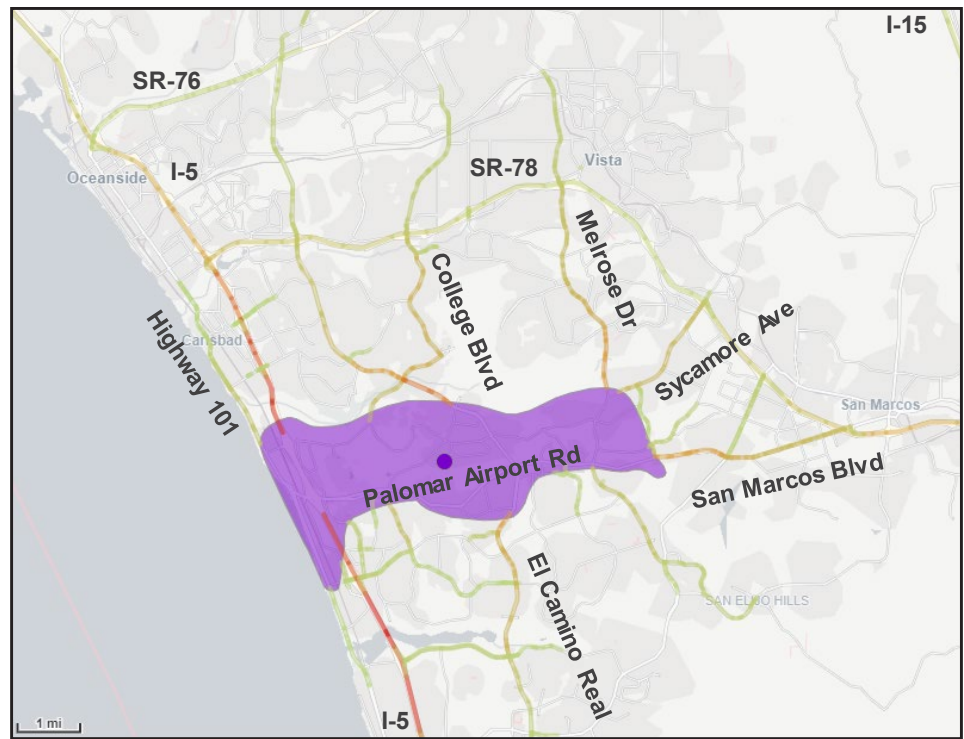 I-15
SR-76
SR-78
Vista
I-5
Oceanside
Melrose Dr
College Blvd
Sycamore Ave
Highway 101
Carlsbad
San Marcos
Palomar Airport Rd
San Marcos Blvd
El Camino Real
SAN ELIJO HILLS
I-5
1 mi